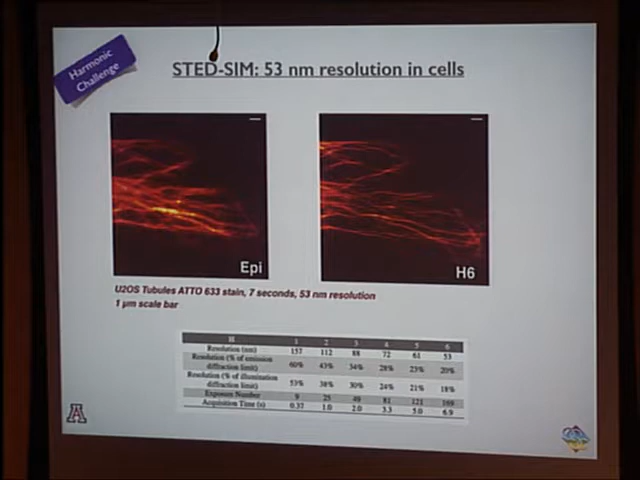 Harmonic
Challenge
STED-SIM: 53 nm resolution in cells
Epi
H6
U2OS Tubules ATTO 633 stain, 7 seconds, 53 nm resolution
1 µm scale bar
H 1 2 3 4 5 6
Resolution (nm) 157 112 88 72 61 53
Resolution (% of emission
diffraction limit) 60% 43% 34% 28% 23% 20%
Resolution (% of illumination
diffraction limit) 53% 38% 30% 24% 21% 18%
Exposure Number 9 25 49 81 121 169
Acquisition Time (s) 0.37 1.0 2.0 3.3 5.0 6.9
A